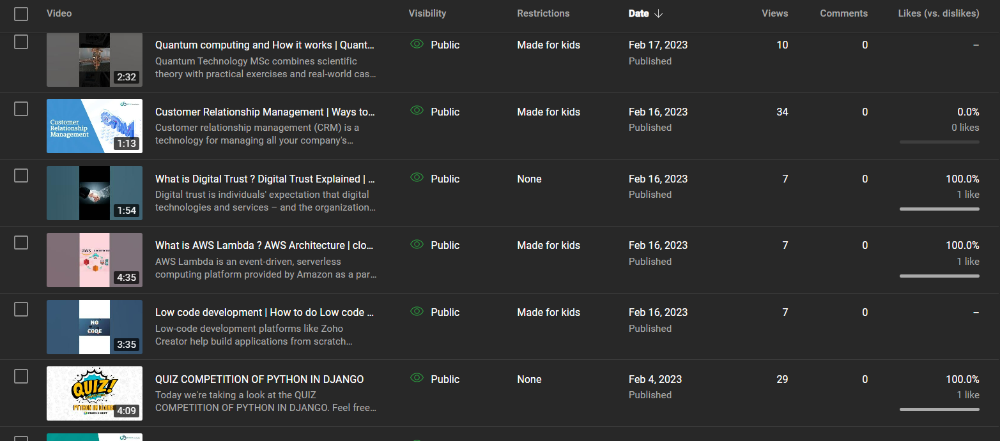 Video Visibility Restrictions Date Views Comments Likes (vs. dislikes)
Quantum computing and How it works | Quant... Public Made for kids Feb 17, 2023 10 0 –
Quantum Technology MSc combines scientific Published
theory with practical exercises and real-world cas...
2:32
Customer Relationship Management | Ways to... Public Made for kids Feb 16, 2023 34 0 0.0%
Customer relationship management (CRM) is a Published 0 likes
technology for managing all your company's...
Customer
Relationship
Management
1:13
What is Digital Trust ? Digital Trust Explained | ... Public None Feb 16, 2023 7 0 100.0%
Digital trust is individuals' expectation that digital Published 1 like
technologies and services – and the organization...
1:54
What is AWS Lambda ? AWS Architecture | clo... Public Made for kids Feb 16, 2023 7 0 100.0%
AWS Lambda is an event-driven, serverless Published 1 like
computing platform provided by Amazon as a par...
aws
4:35
Low code development | How to do Low code ... Public Made for kids Feb 16, 2023 7 0 –
Low-code development platforms like Zoho Published
Creator help build applications from scratch...
NO
CODE
3:35
QUIZ COMPETITION OF PYTHON IN DJANGO Public None Feb 4, 2023 29 0 100.0%
Today we're taking a look at the QUIZ Published 1 like
COMPETITION OF PYTHON IN DJANGO. Feel free...
QUIZ!
PYTHON IN DJANGO
GOOGLE MEET
4:09